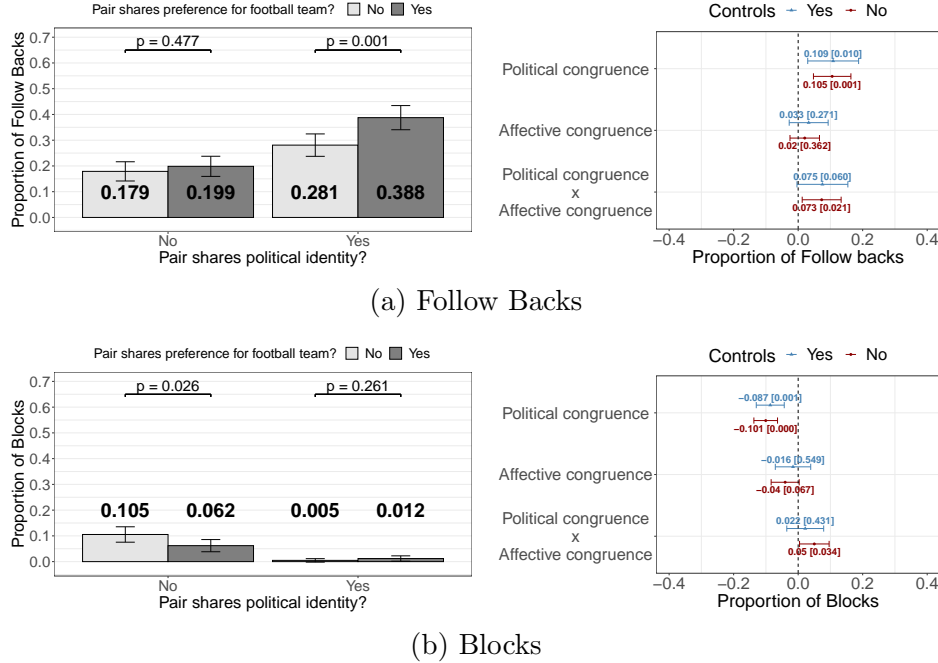 Pair shares preference for football team? No Yes
p = 0.477
p = 0.001
Proportion of Follow Backs
0.7
0.6
0.5
0.4
0.3
0.2
0.1
0.0
0.179
0.199
0.281
0.388
No
Yes
Pair shares political identity?
Controls Yes No
Political congruence
Affective congruence
Political congruence
x
Affective congruence
0.109 [0.010]
0.105 [0.001]
0.033 [0.271]
0.02 [0.362]
0.075 [0.060]
0.073 [0.021]
−0.4 −0.2 0.0 0.2 0.4
Proportion of Follow backs
(a) Follow Backs
Pair shares preference for football team? No Yes
p = 0.026
p = 0.261
Proportion of Blocks
0.7
0.6
0.5
0.4
0.3
0.2
0.1
0.0
0.105
0.062
0.005
0.012
No
Yes
Pair shares political identity?
Controls Yes No
Political congruence
Affective congruence
Political congruence
x
Affective congruence
−0.087 [0.001]
−0.101 [0.000]
−0.016 [0.549]
−0.04 [0.067]
0.022 [0.431]
0.05 [0.034]
−0.4 −0.2 0.0 0.2 0.4
Proportion of Blocks
(b) Blocks